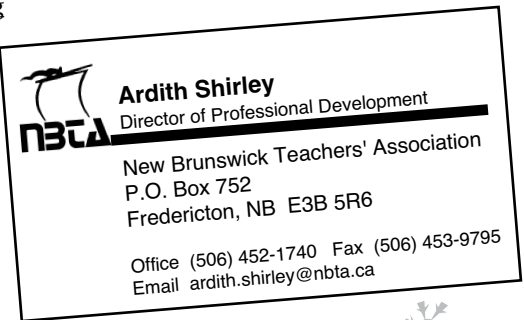 g
NBTA
Ardith Shirley
Director of Professional Development
New Brunswick Teachers' Association
P.O. Box 752
Fredericton, NB E3B 5R6
Office (506) 452-1740 Fax (506) 453-9795
Email ardith.shirley@nbta.ca